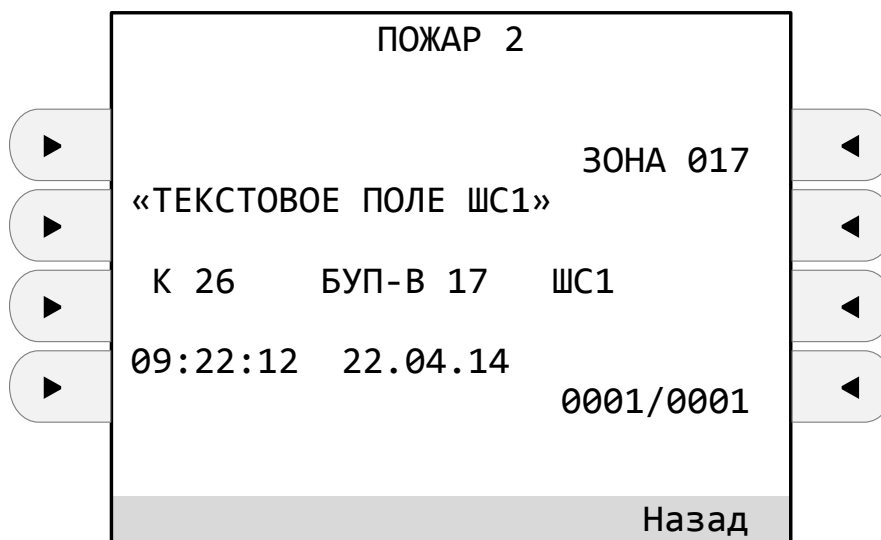 ПОЖАР 2
ЗОНА 017
«ТЕКСТОВОЕ ПОЛЕ ШС1»
К 26 БУП-В 17 ШС1
09:22:12 22.04.14
0001/0001
Назад